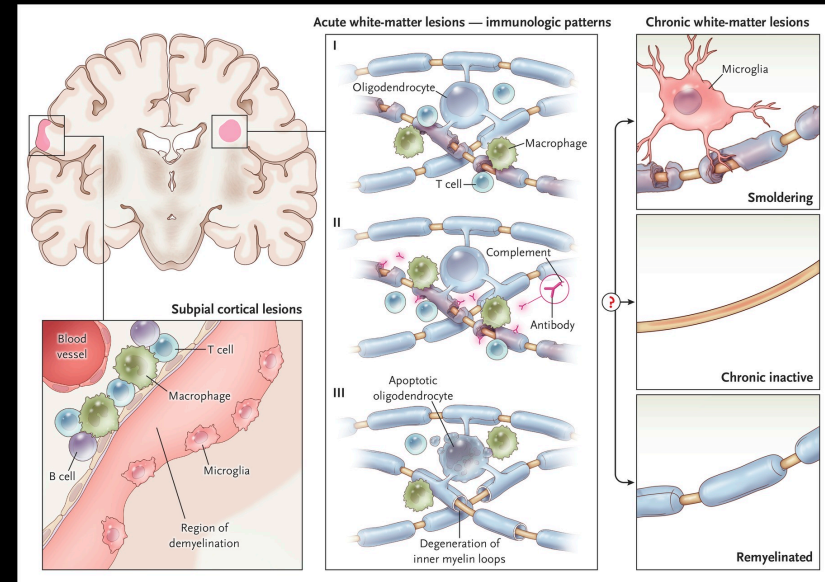 Acute white-matter lesions — immunologic patterns
Chronic white-matter lesions
I
Oligodendrocyte
Macrophage
T cell
II
Complement
Antibody
III
Apoptotic
oligodendrocyte
Degeneration of
inner myelin loops
Subpial cortical lesions
Blood
vessel
T cell
Macrophage
B cell
Microglia
Region of
demyelination
?
Microglia
Smoldering
Chronic inactive
Remyelinated